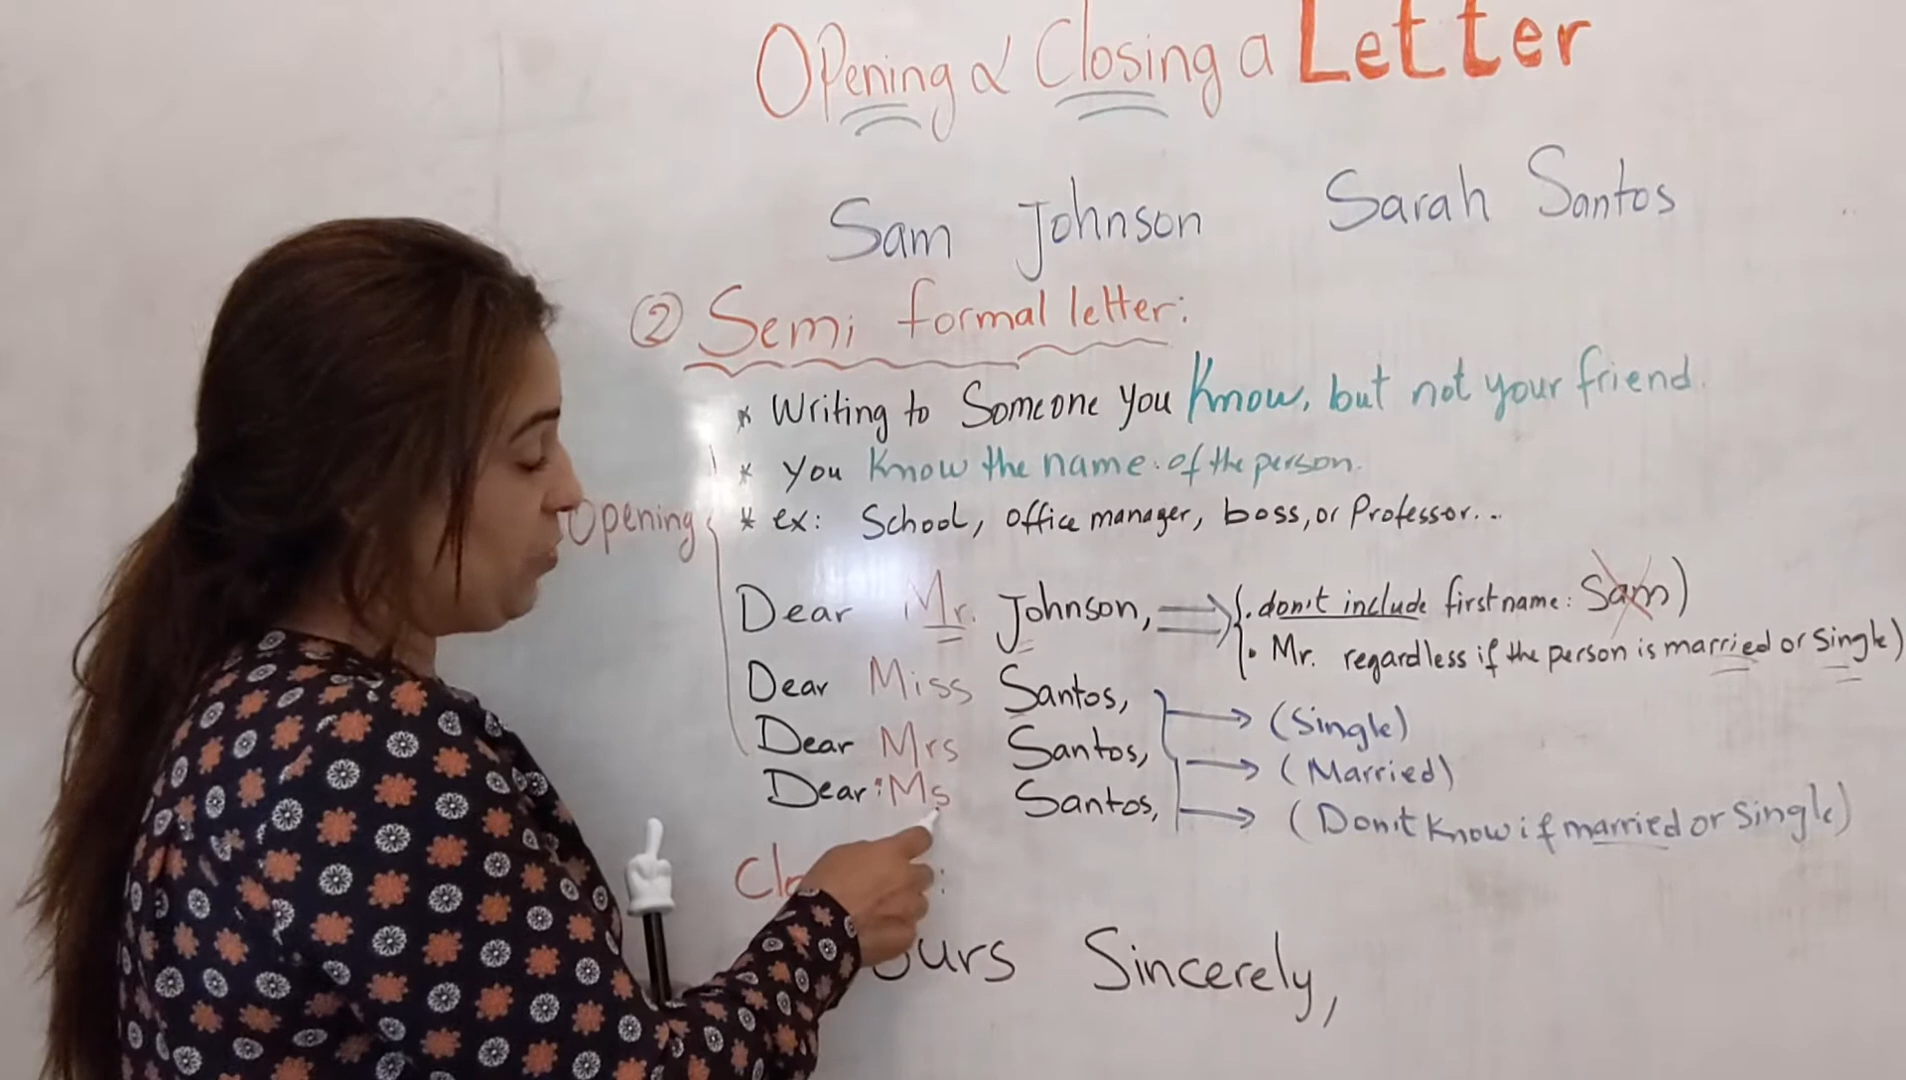 Opening & Closing a Letter
Sam Johnson Sarah Santos
② Semi formal letter:
* Writing to Someone you Know, but not your friend.
* you know the name of the person.
Opening
* ex: School, office manager, boss, or Professor...
Dear Mr. Johnson, ⇒ {. don't include first name: Sam)
• Mr. regardless if the person is married or Single)
Dear Miss Santos, → (Single)
Dear Mrs Santos, → (Married)
Dear Ms Santos, → (Don't Know if married or Single)
Sincerely,